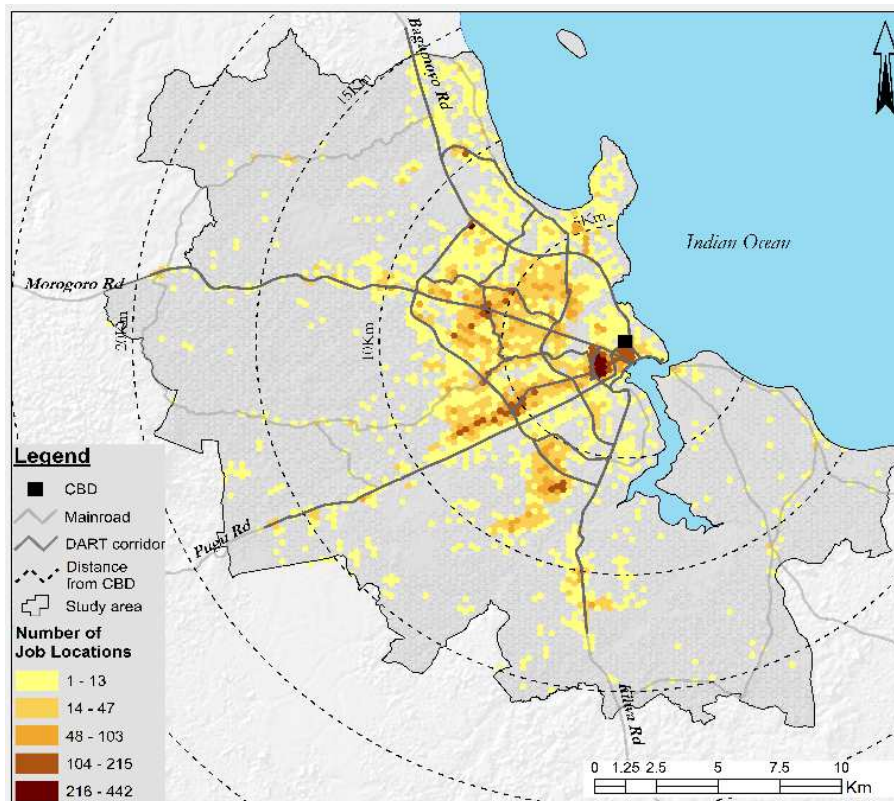 Bagamoyo Rd
15Km
5Km
Indian Ocean
Morogoro Rd
20Km
10Km
Pugu Rd
Kilwa Rd
Legend
CBD
Mainroad
DART corridor
Distance
from CBD
Study area
Number of
Job Locations
1 - 13
14 - 47
48 - 103
104 - 215
216 - 442
0 1.25 2.5 5 7.5 10
Km